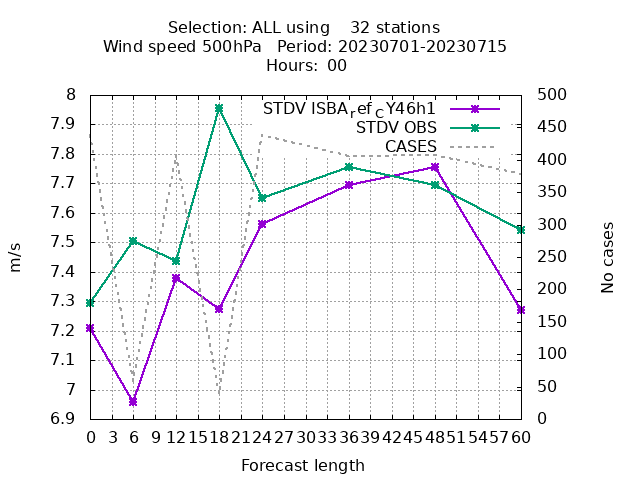 Selection: ALL using    32 stations
Wind speed 500hPa   Period: 20230701-20230715
Hours: 00
STDV ISBA_ref_CY46h1
STDV OBS
CASES
8
7.9
7.8
7.7
7.6
7.5
7.4
7.3
7.2
7.1
7
6.9
m/s
500
450
400
350
300
250
200
150
100
50
0
No cases
0 3 6 9 12 15 18 21 24 27 30 33 36 39 42 45 48 51 54 57 60
Forecast length